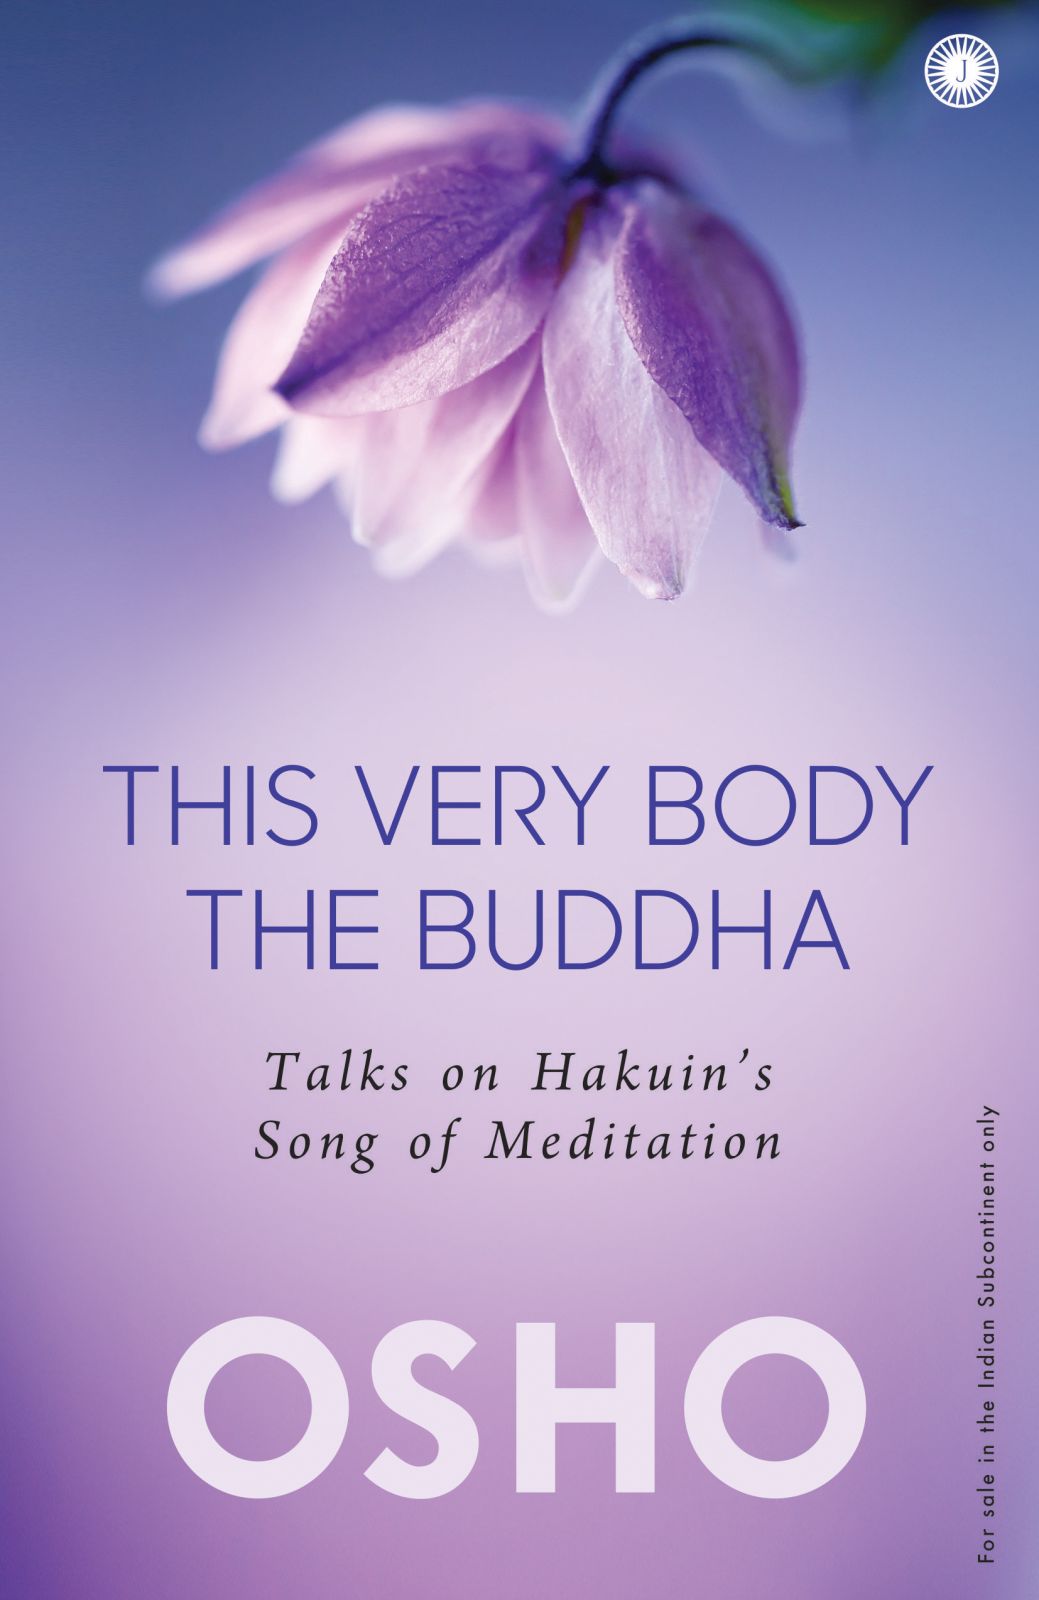 J
THIS VERY BODY
THE BUDDHA
Talks on Hakuin’s
Song of Meditation
OSHO
For sale in the Indian Subcontinent only